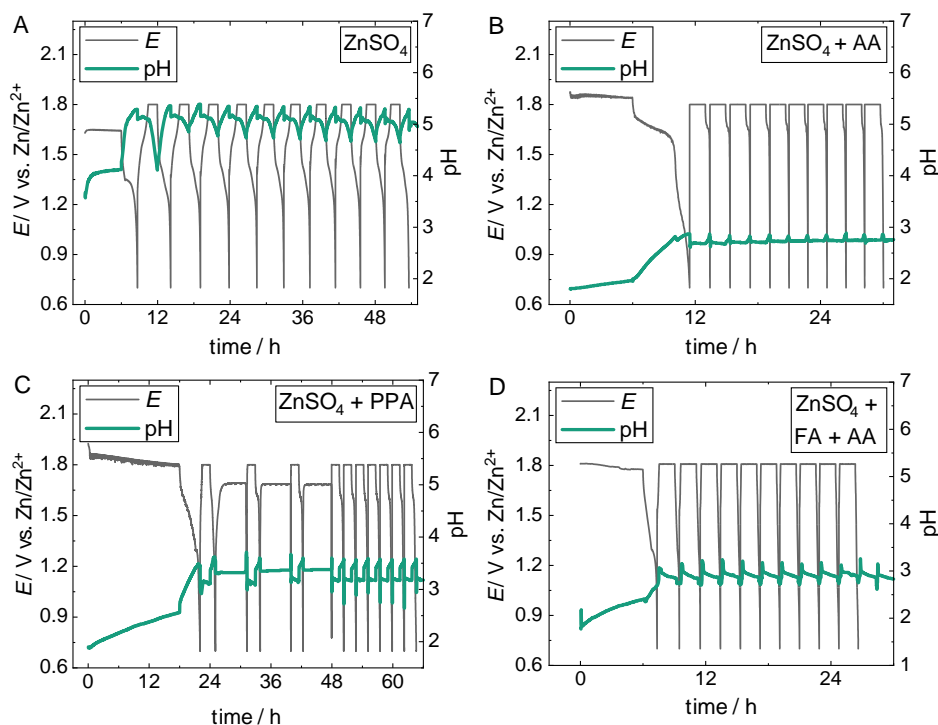 A
E
pH
ZnSO4
2.1
1.8
1.5
1.2
0.9
0.6
7
6
5
4
3
2
0 12 24 36 48
E/ V vs. Zn/Zn2+
pH
time / h
B
E
pH
ZnSO4 + AA
2.1
1.8
1.5
1.2
0.9
0.6
7
6
5
4
3
2
0 12 24
E/ V vs. Zn/Zn2+
pH
time / h
C
E
pH
ZnSO4 + PPA
2.1
1.8
1.5
1.2
0.9
0.6
7
6
5
4
3
2
0 12 24 36 48 60
E/ V vs. Zn/Zn2+
pH
time / h
D
E
pH
ZnSO4 +
FA + AA
2.1
1.8
1.5
1.2
0.9
0.6
7
6
5
4
3
2
1
0 12 24
E/ V vs. Zn/Zn2+
pH
time / h